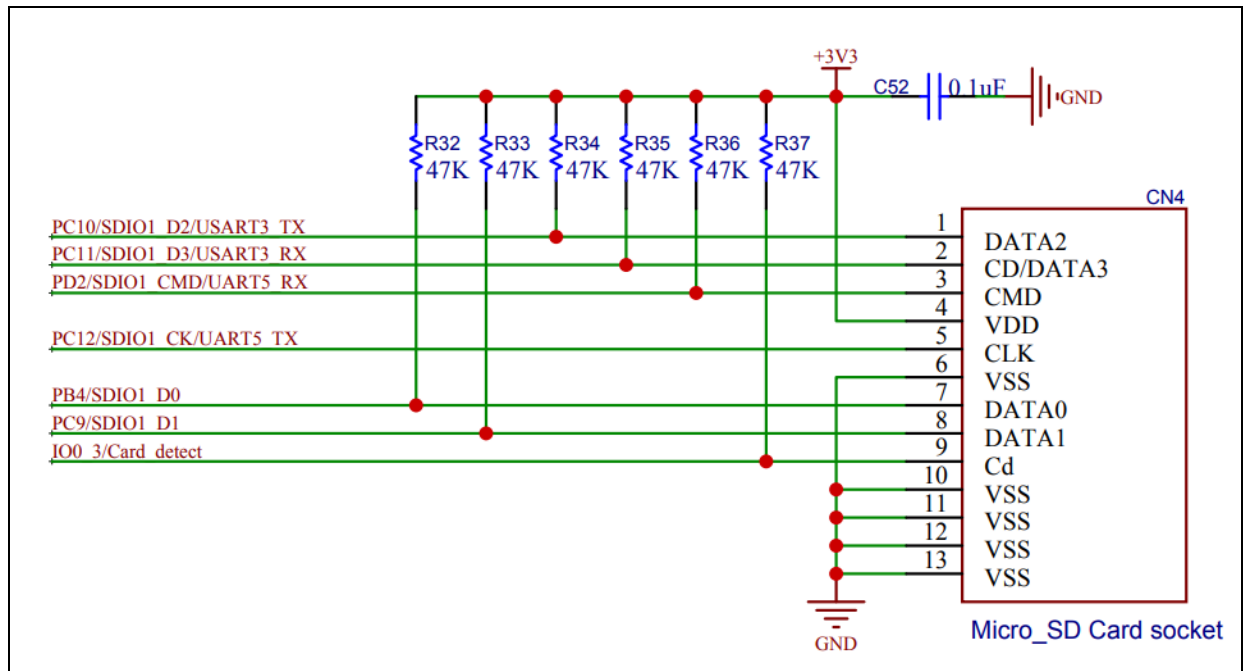 +3V3
C52 0.1uF GND
R32 R33 R34 R35 R36 R37
47K 47K 47K 47K 47K 47K
CN4
PC10/SDIO1_D2/USART3_TX 1 DATA2
PC11/SDIO1_D3/USART3_RX 2 CD/DATA3
PD2/SDIO1_CMD/UART5_RX 3 CMD
4 VDD
PC12/SDIO1_CK/UART5_TX 5 CLK
6 VSS
PB4/SDIO1_D0 7 DATA0
PC9/SDIO1_D1 8 DATA1
IO0_3/Card_detect 9 Cd
10 VSS
11 VSS
12 VSS
13 VSS
GND
Micro_SD Card socket